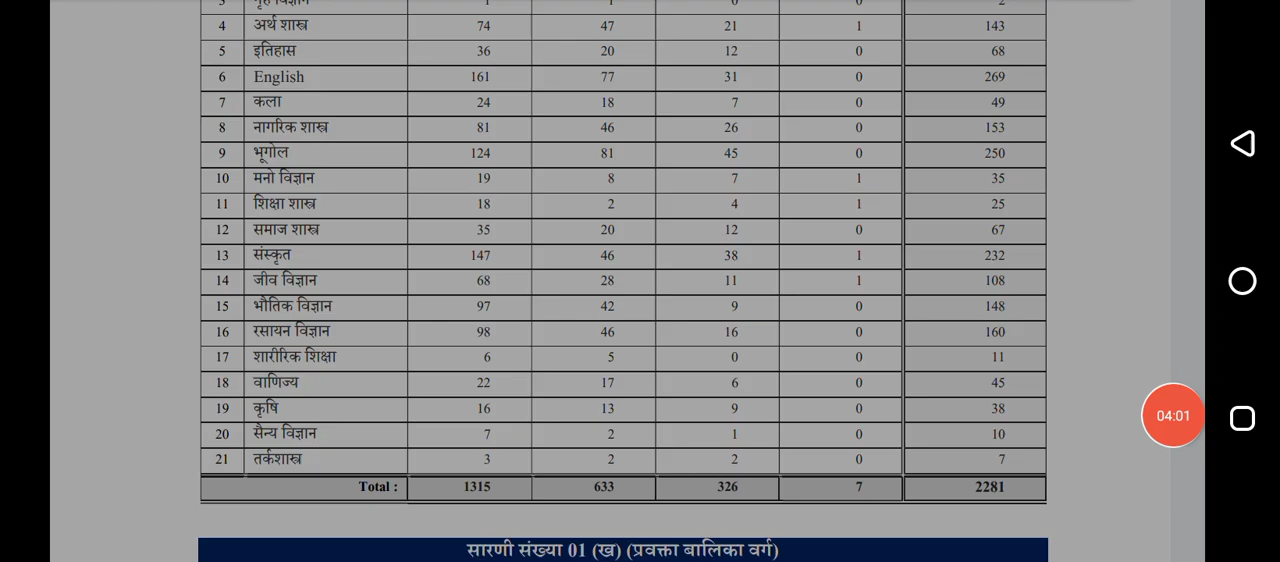 3 गृह विज्ञान 1 1 0 0 2
4 अर्थ शास्त्र 74 47 21 1 143
5 इतिहास 36 20 12 0 68
6 English 161 77 31 0 269
7 कला 24 18 7 0 49
8 नागरिक शास्त्र 81 46 26 0 153
9 भूगोल 124 81 45 0 250
10 मनो विज्ञान 19 8 7 1 35
11 शिक्षा शास्त्र 18 2 4 1 25
12 समाज शास्त्र 35 20 12 0 67
13 संस्कृत 147 46 38 1 232
14 जीव विज्ञान 68 28 11 1 108
15 भौतिक विज्ञान 97 42 9 0 148
16 रसायन विज्ञान 98 46 16 0 160
17 शारीरिक शिक्षा 6 5 0 0 11
18 वाणिज्य 22 17 6 0 45
19 कृषि 16 13 9 0 38
20 सैन्य विज्ञान 7 2 1 0 10
21 तर्कशास्त्र 3 2 2 0 7
Total : 1315 633 326 7 2281
सारणी संख्या 01 (ख) (प्रवक्ता बालिका वर्ग)
04:01